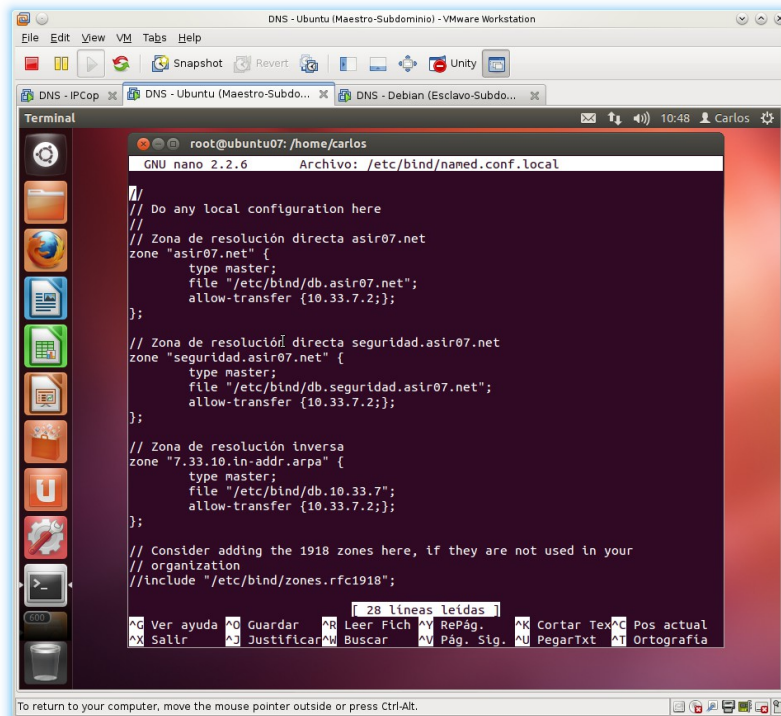 DNS - Ubuntu (Maestro-Subdominio) - VMware Workstation
File Edit View VM Tabs Help
Snapshot Revert Unity
DNS - IPCop DNS - Ubuntu (Maestro-Subdo... DNS - Debian (Esclavo-Subdo...
Terminal 10:48 Carlos
root@ubuntu07: /home/carlos
GNU nano 2.2.6 Archivo: /etc/bind/named.conf.local
//
// Do any local configuration here
//
// Zona de resolución directa asir07.net
zone "asir07.net" {
type master;
file "/etc/bind/db.asir07.net";
allow-transfer {10.33.7.2;};
};
// Zona de resolución directa seguridad.asir07.net
zone "seguridad.asir07.net" {
type master;
file "/etc/bind/db.seguridad.asir07.net";
allow-transfer {10.33.7.2;};
};
// Zona de resolución inversa
zone "7.33.10.in-addr.arpa" {
type master;
file "/etc/bind/db.10.33.7";
allow-transfer {10.33.7.2;};
};
// Consider adding the 1918 zones here, if they are not used in your
// organization
//include "/etc/bind/zones.rfc1918";
[ 28 líneas leídas ]
^G Ver ayuda ^O Guardar ^R Leer Fich ^Y RePág. ^K Cortar Tex ^C Pos actual
^X Salir ^J Justificar ^W Buscar ^V Pág. Sig. ^U PegarTxt ^T Ortografía
600
To return to your computer, move the mouse pointer outside or press Ctrl-Alt.